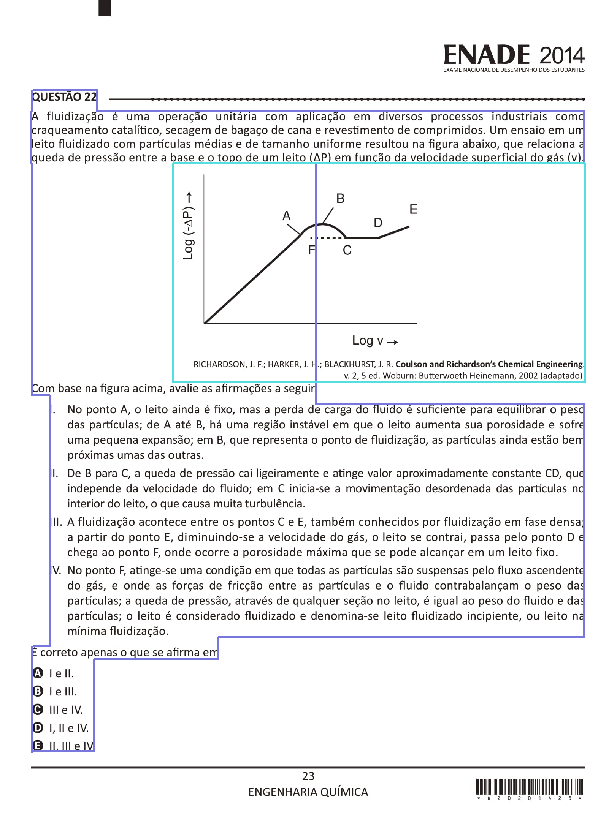 ENADE 2014
EXAME NACIONAL DE DESEMPENHO DOS ESTUDANTES
QUESTÃO 22
A fluidização é uma operação unitária com aplicação em diversos processos industriais como
craqueamento catalítico, secagem de bagaço de cana e revestimento de comprimidos. Um ensaio em um
leito fluidizado com partículas médias e de tamanho uniforme resultou na figura abaixo, que relaciona a
queda de pressão entre a base e o topo de um leito (ΔP) em função da velocidade superficial do gás (v).
Log (-ΔP) →
A
B
F
C
D
E
Log v →
RICHARDSON, J. F.; HARKER, J. H.; BLACKHURST, J. R. Coulson and Richardson's Chemical Engineering.
v. 2, 5 ed. Woburn: Butterwoeth Heinemann, 2002 (adaptado)
Com base na figura acima, avalie as afirmações a seguir
I. No ponto A, o leito ainda é fixo, mas a perda de carga do fluido é suficiente para equilibrar o peso
das partículas; de A até B, há uma região instável em que o leito aumenta sua porosidade e sofre
uma pequena expansão; em B, que representa o ponto de fluidização, as partículas ainda estão bem
próximas umas das outras.
II. De B para C, a queda de pressão cai ligeiramente e atinge valor aproximadamente constante CD, que
independe da velocidade do fluido; em C inicia-se a movimentação desordenada das partículas no
interior do leito, o que causa muita turbulência.
III. A fluidização acontece entre os pontos C e E, também conhecidos por fluidização em fase densa;
a partir do ponto E, diminuindo-se a velocidade do gás, o leito se contrai, passa pelo ponto D e
chega ao ponto F, onde ocorre a porosidade máxima que se pode alcançar em um leito fixo.
IV. No ponto F, atinge-se uma condição em que todas as partículas são suspensas pelo fluxo ascendente
do gás, e onde as forças de fricção entre as partículas e o fluido contrabalançam o peso das
partículas; a queda de pressão, através de qualquer seção no leito, é igual ao peso do fluido e das
partículas; o leito é considerado fluidizado e denomina-se leito fluidizado incipiente, ou leito na
mínima fluidização.
É correto apenas o que se afirma em
A I e II.
B I e III.
C III e IV.
D I, II e IV.
E II, III e IV
23
ENGENHARIA QUÍMICA